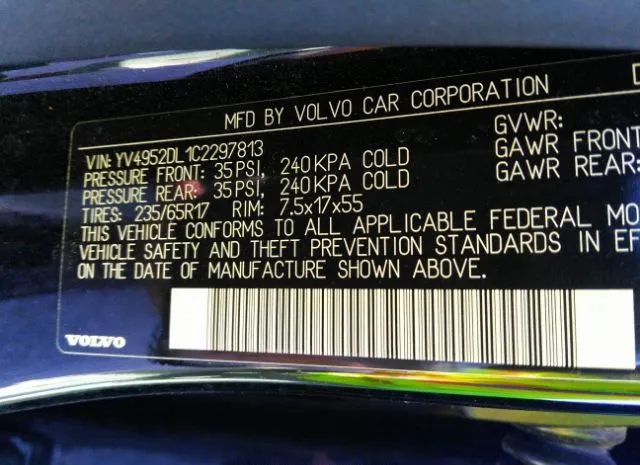 MFD BY VOLVO CAR CORPORATION
VIN: YV4952DL1C2297813
PRESSURE FRONT: 35PSI, 240KPA COLD
PRESSURE REAR: 35PSI, 240KPA COLD
TIRES: 235/65R17 RIM: 7.5x17x55
GVWR:
GAWR FRONT
GAWR REAR:
THIS VEHICLE CONFORMS TO ALL APPLICABLE FEDERAL MO
VEHICLE SAFETY AND THEFT PREVENTION STANDARDS IN EF
ON THE DATE OF MANUFACTURE SHOWN ABOVE.
VOLVO